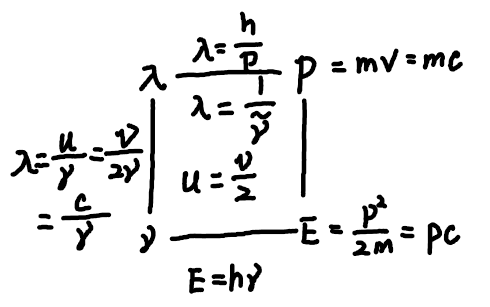 λ = h/p
λ p = mv = mc
λ = 1/ṽ
λ = u/γ = v/2γ
u = v/2
= c/γ
ν E = p²/2m = pc
E = hγ